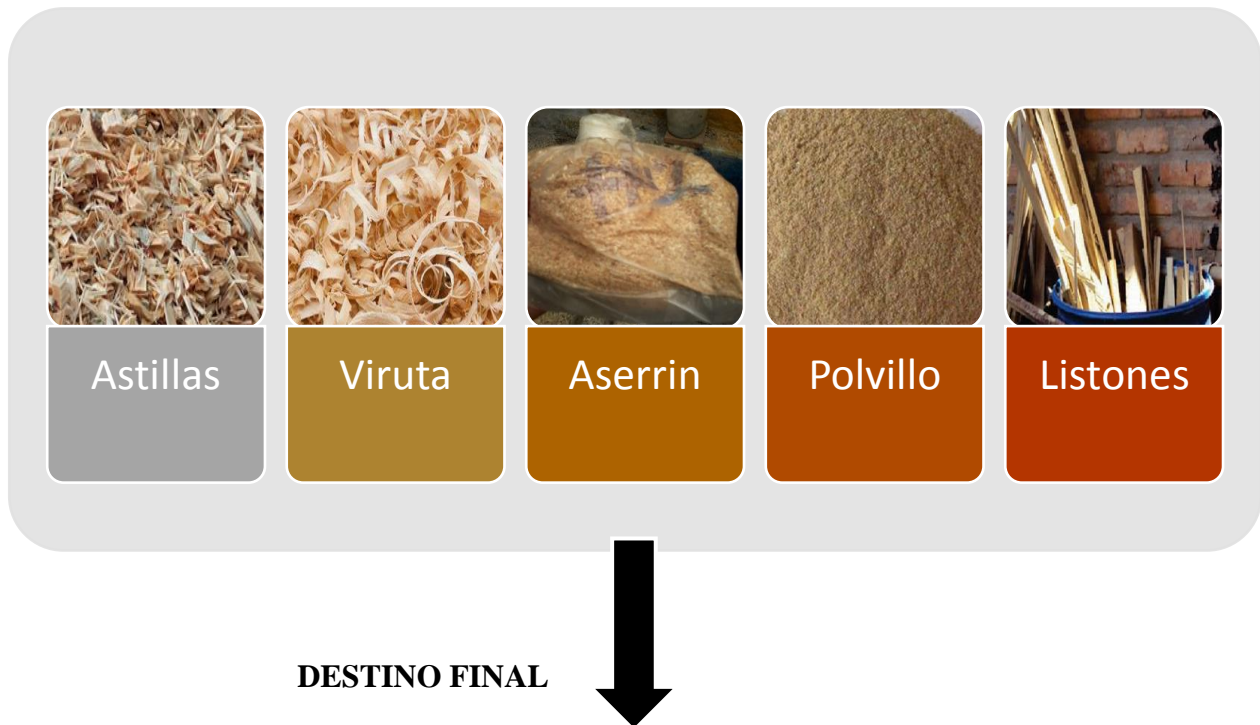 Astillas
Viruta
Aserrin
Polvillo
Listones
DESTINO FINAL